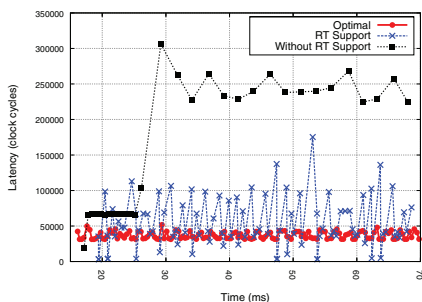 350000
300000
250000
200000
150000
100000
50000
0
Latency (clock cycles)
Optimal
RT Support
Without RT Support
20
30
40
50
60
70
Time (ms)